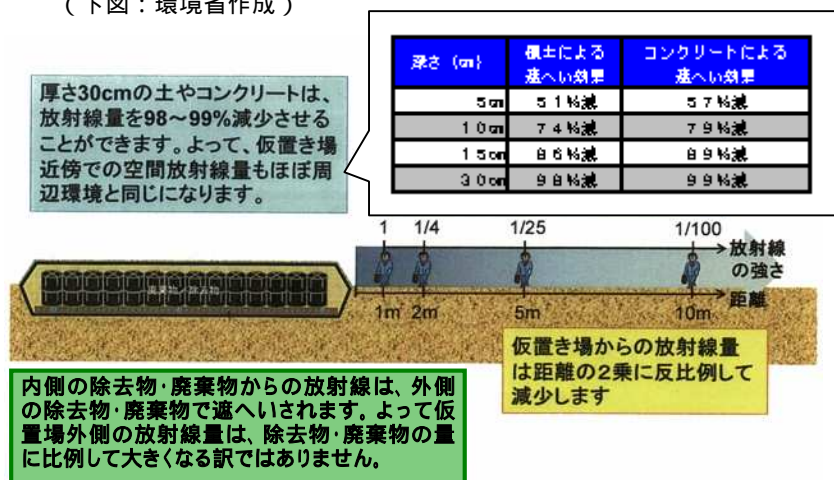 （下図：環境省作成）
深さ（cm） 覆土による コンクリートによる
遮へい効果 遮へい効果
5cm 51%減 57%減
10cm 74%減 79%減
15cm 86%減 89%減
30cm 98%減 99%減
厚さ30cmの土やコンクリートは、
放射線量を98～99%減少させる
ことができます。よって、仮置き場
近傍での空間放射線量もほぼ周
辺環境と同じになります。
1 1/4 1/25 1/100
放射線
の強さ
廃棄物／除去物
1m 2m 5m 10m
距離
仮置き場からの放射線量
は距離の2乗に反比例して
減少します
内側の除去物・廃棄物からの放射線は、外側
の除去物・廃棄物で遮へいされます。よって仮
置場外側の放射線量は、除去物・廃棄物の量
に比例して大きくなる訳ではありません。